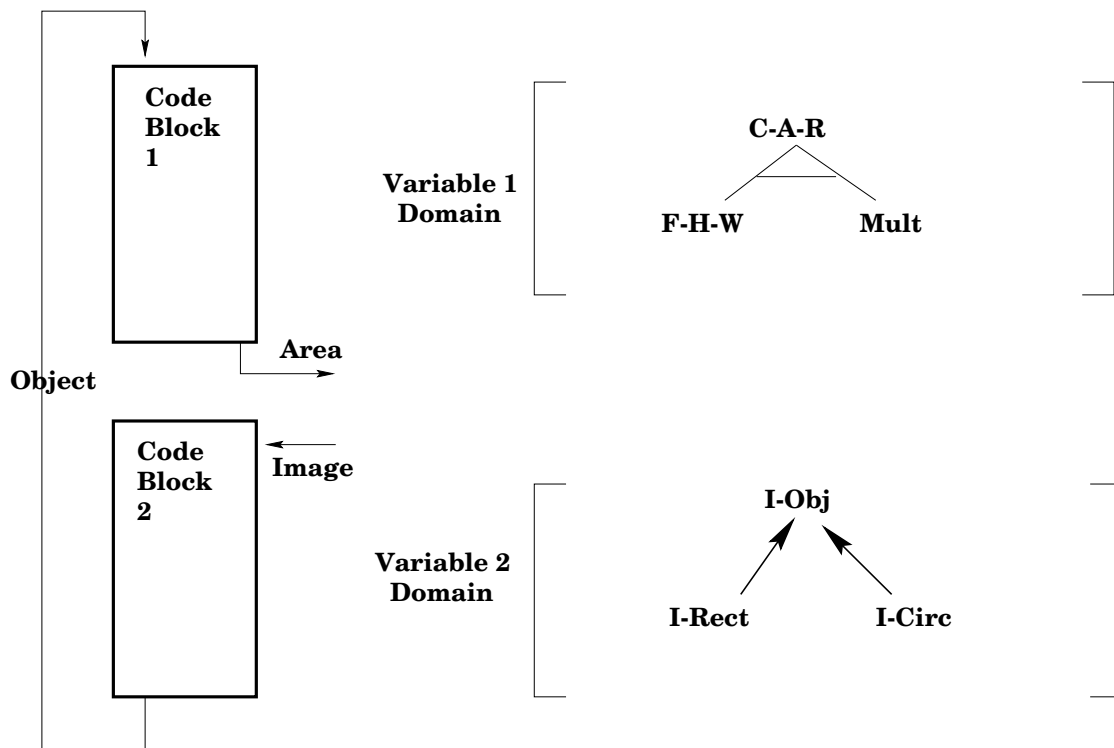 Code
Block
1
C-A-R
Variable 1
Domain
F-H-W
Mult
Area
Object
Code
Block
2
Image
I-Obj
Variable 2
Domain
I-Rect
I-Circ